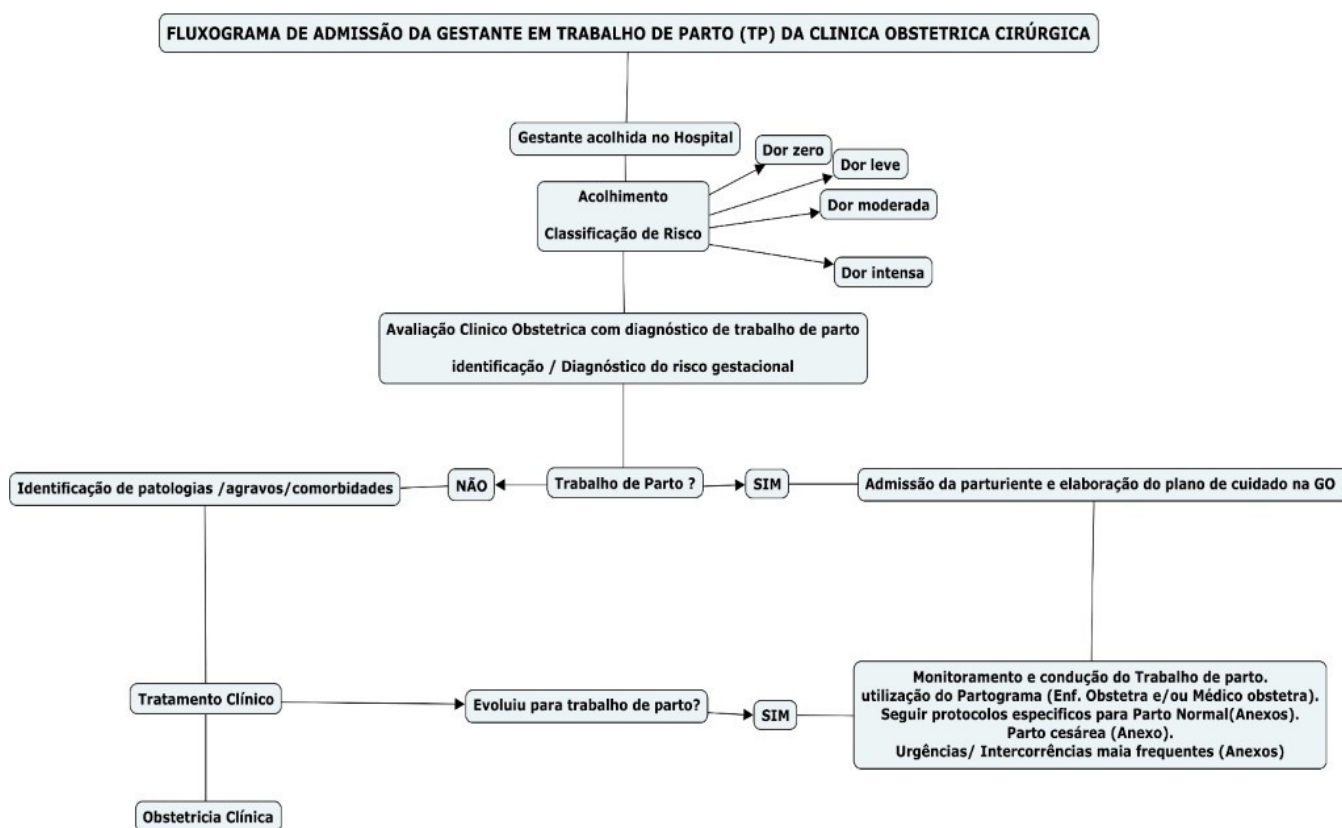 FLUXOGRAMA DE ADMISSÃO DA GESTANTE EM TRABALHO DE PARTO (TP) DA CLINICA OBSTETRICA CIRÚRGICA
Gestante acolhida no Hospital
Dor zero
Dor leve
Acolhimento
Dor moderada
Classificação de Risco
Dor intensa
Avaliação Clinico Obstetrica com diagnóstico de trabalho de parto
identificação / Diagnóstico do risco gestacional
Identificação de patologias /agravos/comorbidades
NÃO
Trabalho de Parto ?
SIM
Admissão da parturiente e elaboração do plano de cuidado na GO
Tratamento Clínico
Evoluiu para trabalho de parto?
SIM
Monitoramento e condução do Trabalho de parto.
utilização do Partograma (Enf. Obstetra e/ou Médico obstetra).
Seguir protocolos especificos para Parto Normal(Anexos).
Parto cesárea (Anexo).
Urgências/ Intercorrências maia frequentes (Anexos)
Obstetricia Clínica